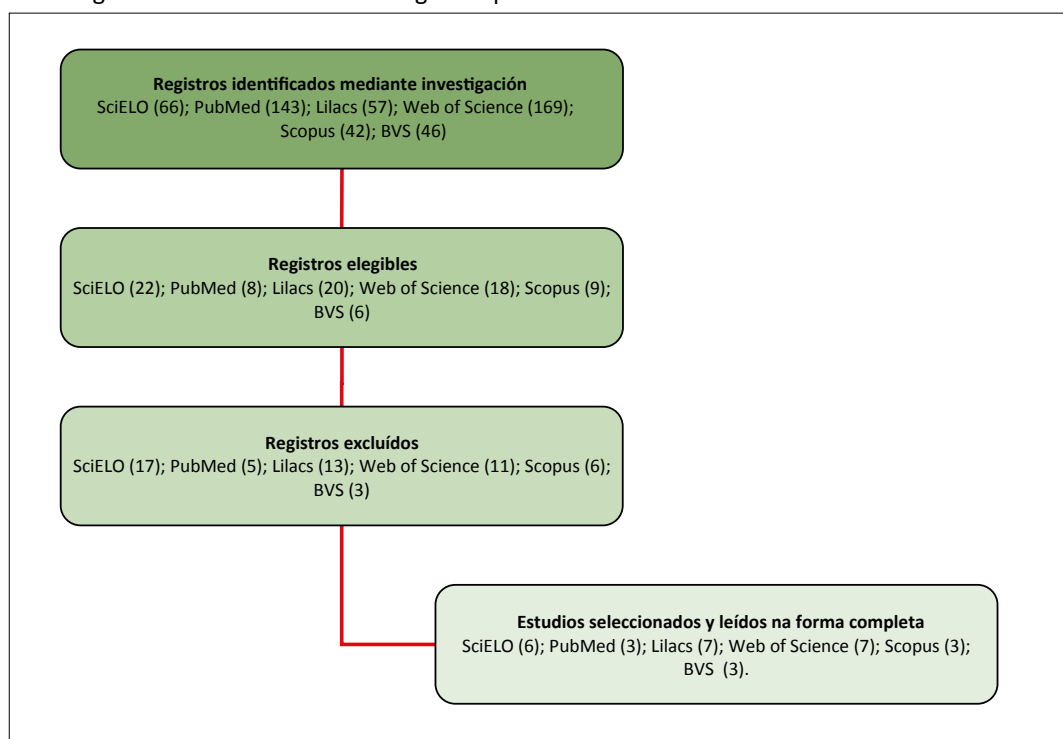 Registros identificados mediante investigación
SciELO (66); PubMed (143); Lilacs (57); Web of Science (169);
Scopus (42); BVS (46)
Registros elegibles
SciELO (22); PubMed (8); Lilacs (20); Web of Science (18); Scopus (9);
BVS (6)
Registros excluídos
SciELO (17); PubMed (5); Lilacs (13); Web of Science (11); Scopus (6);
BVS (3)
Estudios seleccionados y leídos na forma completa
SciELO (6); PubMed (3); Lilacs (7); Web of Science (7); Scopus (3);
BVS (3).